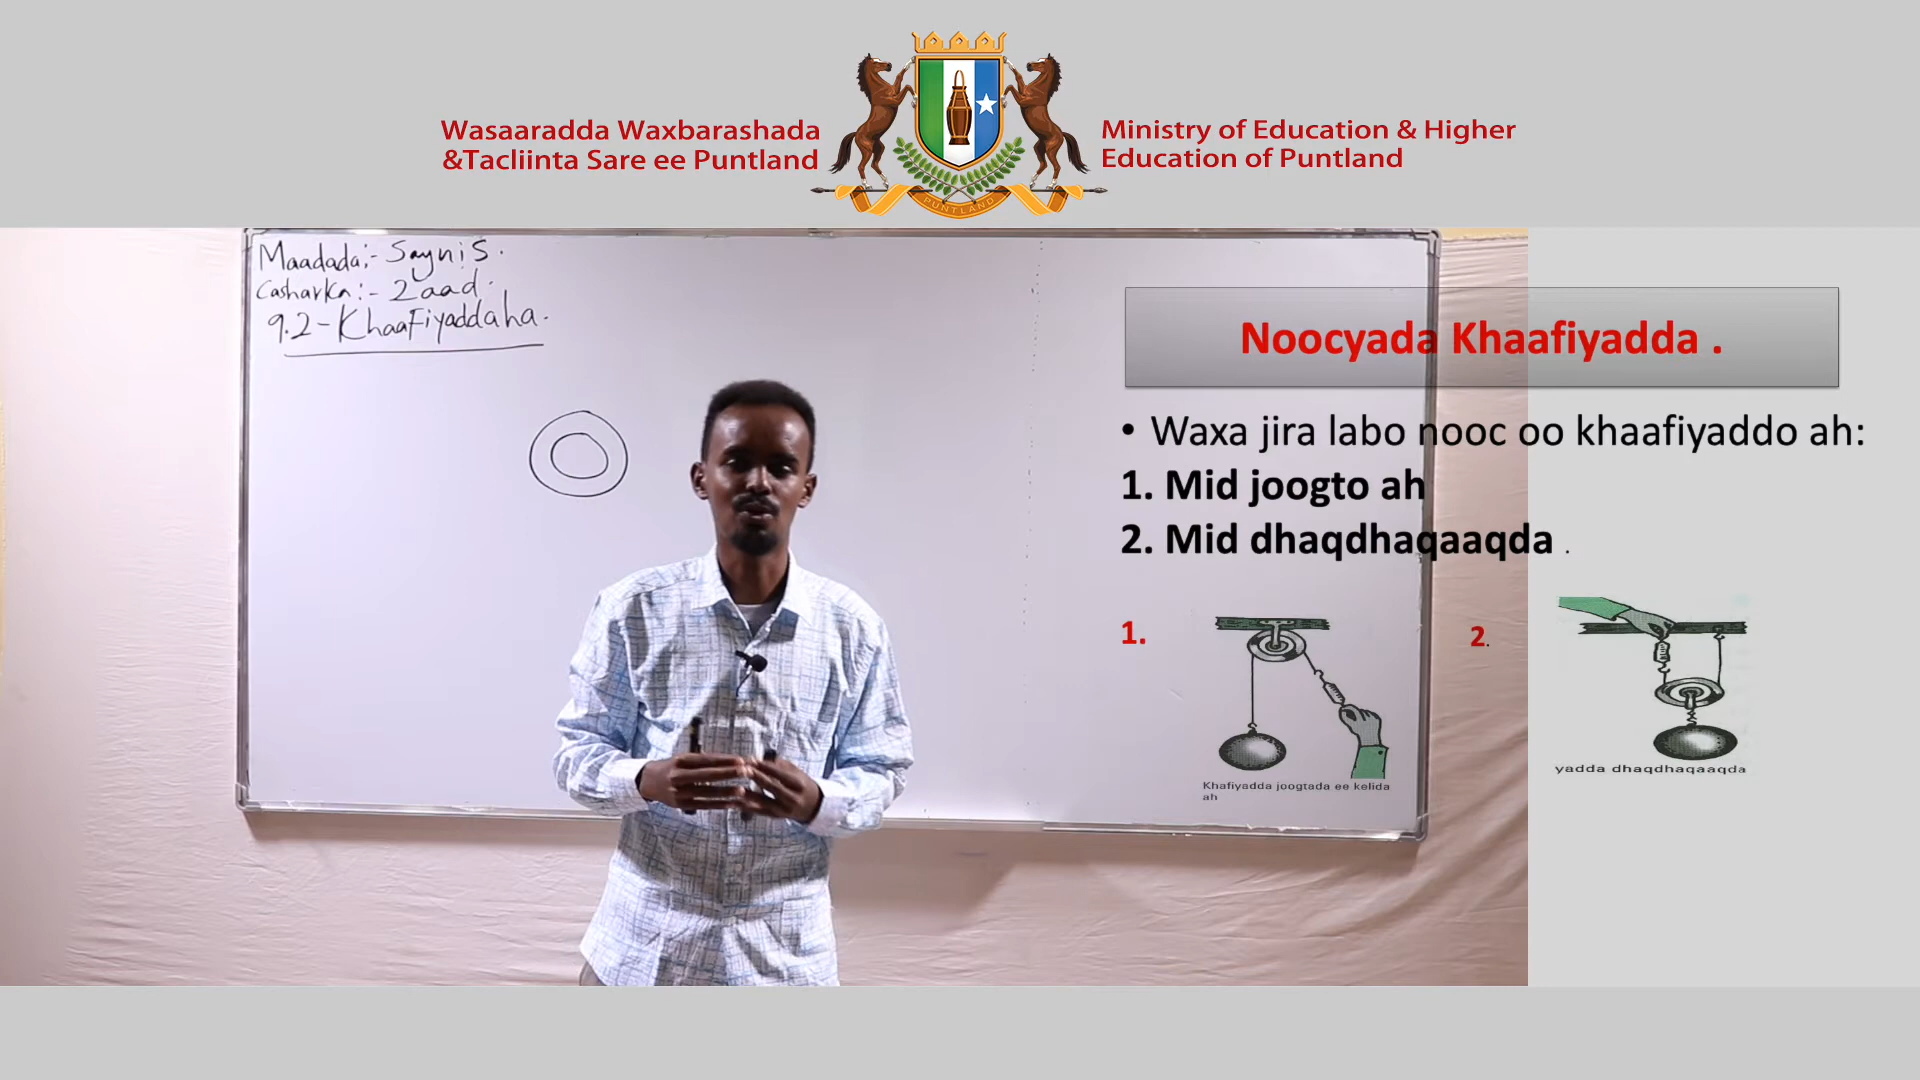 Wasaaradda Waxbarashada
&Tacliinta Sare ee Puntland
Ministry of Education & Higher
Education of Puntland
PUNTLAND
Maadada:- Saynis.
Casharka:- 2aad.
9.2 - Khaafiyaddaha.
Noocyada Khaafiyadda .
• Waxa jira labo nooc oo khaafiyaddo ah:
1. Mid joogto ah
2. Mid dhaqdhaqaaqda .
1.
2.
Khafiyadda joogtada ee kelida
ah
yadda dhaqdhaqaaqda